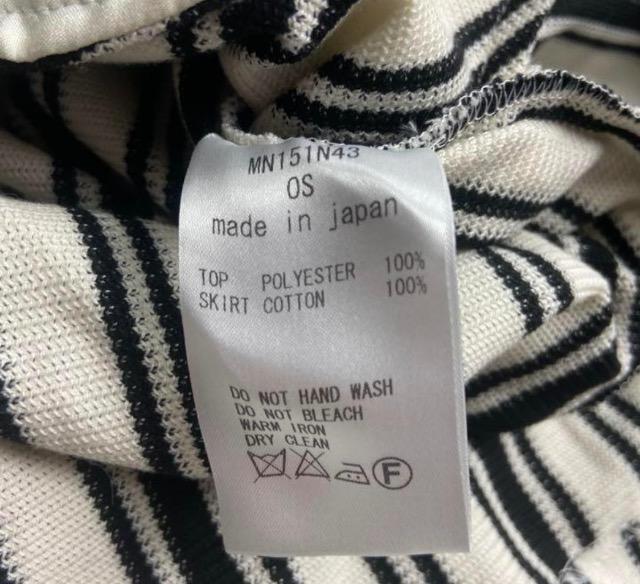 MN151N43
OS
made in japan
TOP POLYESTER 100%
SKIRT COTTON 100%
DO NOT HAND WASH
DO NOT BLEACH
WARM IRON
DRY CLEAN
F